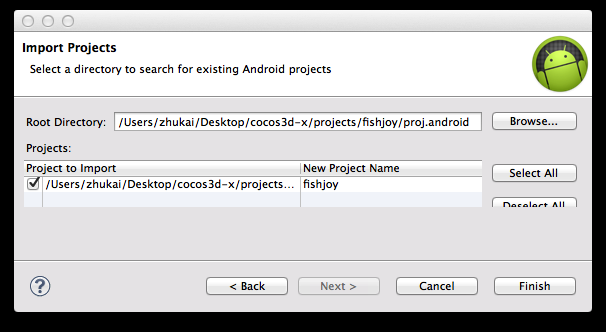 Import Projects
Select a directory to search for existing Android projects
Root Directory: /Users/zhukai/Desktop/cocos3d-x/projects/fishjoy/proj.android Browse...
Projects:
Project to Import New Project Name Select All
/Users/zhukai/Desktop/cocos3d-x/projects... fishjoy
Deselect All
? < Back Next > Cancel Finish